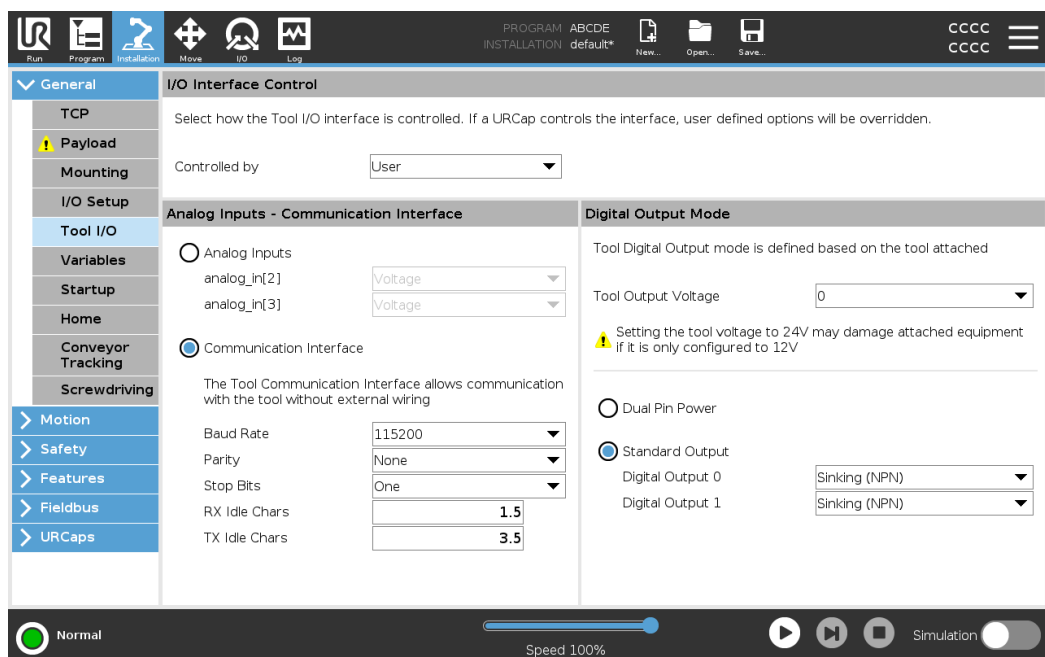 UR
PROGRAM ABCDE
INSTALLATION default*
CCCC
CCCC
Run Program Installation Move I/O Log New... Open... Save...
General
TCP
Payload
Mounting
I/O Setup
Tool I/O
Variables
Startup
Home
Conveyor
Tracking
Screwdriving
Motion
Safety
Features
Fieldbus
URCaps
I/O Interface Control
Select how the Tool I/O interface is controlled. If a URCap controls the interface, user defined options will be overridden.
Controlled by User
Analog Inputs - Communication Interface
Analog Inputs
analog_in[2] Voltage
analog_in[3] Voltage
Communication Interface
The Tool Communication Interface allows communication
with the tool without external wiring
Baud Rate 115200
Parity None
Stop Bits One
RX Idle Chars 1.5
TX Idle Chars 3.5
Digital Output Mode
Tool Digital Output mode is defined based on the tool attached
Tool Output Voltage 0
Setting the tool voltage to 24V may damage attached equipment
if it is only configured to 12V
Dual Pin Power
Standard Output
Digital Output 0 Sinking (NPN)
Digital Output 1 Sinking (NPN)
Normal
Speed 100%
Simulation